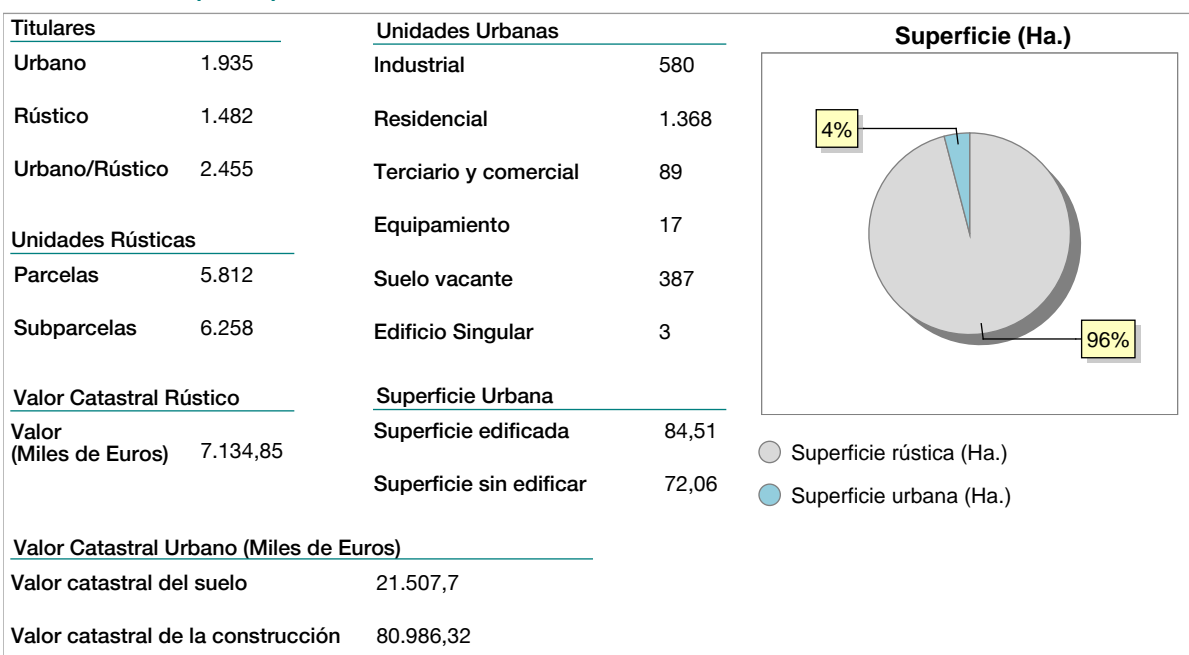 Titulares
Urbano 1.935
Rústico 1.482
Urbano/Rústico 2.455
Unidades Rústicas
Parcelas 5.812
Subparcelas 6.258
Valor Catastral Rústico
Valor
(Miles de Euros) 7.134,85
Unidades Urbanas
Industrial 580
Residencial 1.368
Terciario y comercial 89
Equipamiento 17
Suelo vacante 387
Edificio Singular 3
Superficie Urbana
Superficie edificada 84,51
Superficie sin edificar 72,06
Valor Catastral Urbano (Miles de Euros)
Valor catastral del suelo 21.507,7
Valor catastral de la construcción 80.986,32
Superficie (Ha.)
4%
96%
Superficie rústica (Ha.)
Superficie urbana (Ha.)